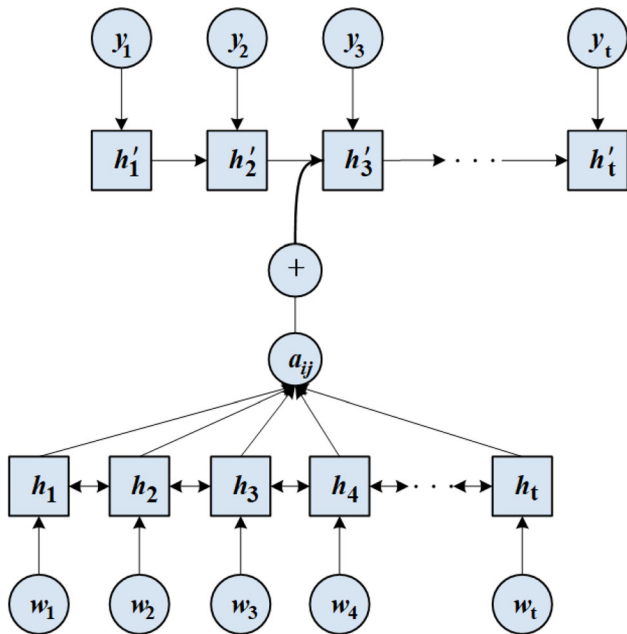 y1 y2 y3 yt
h′1 h′2 h′3 · · · h′t
+
aij
h1 h2 h3 h4 · · · ht
w1 w2 w3 w4 wt